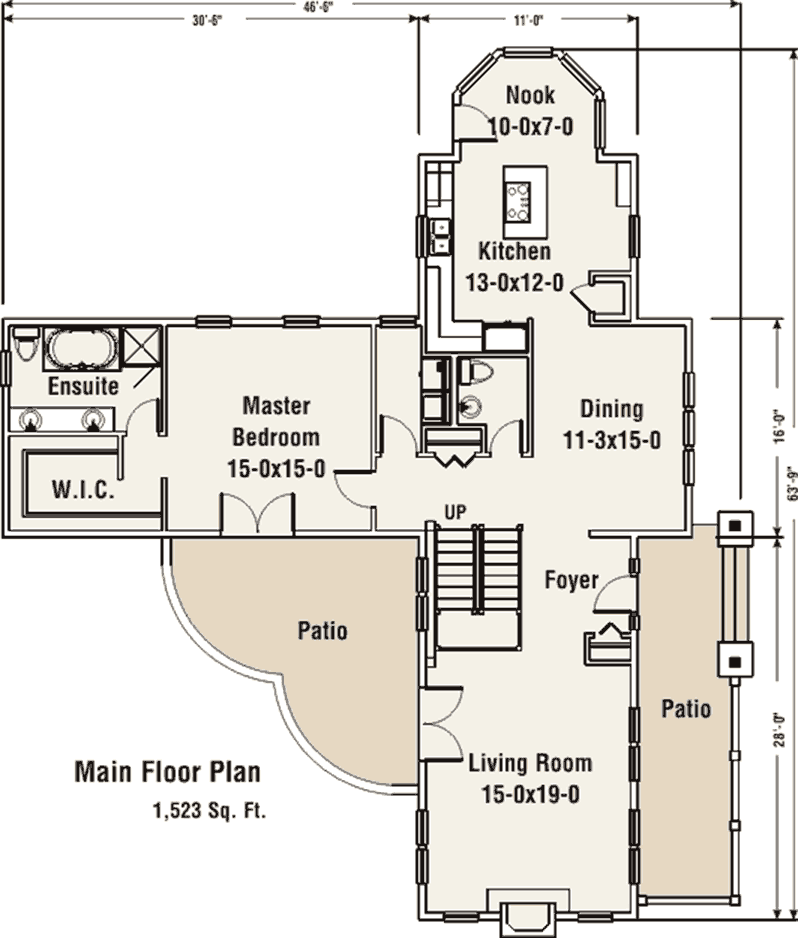 46'-6"
30'-6"
11'-0"
Nook
10-0x7-0
Kitchen
13-0x12-0
Ensuite
Master
Bedroom
15-0x15-0
Dining
11-3x15-0
16'-0"
63'-9"
W.I.C.
UP
Foyer
Patio
Patio
28'-0"
Living Room
15-0x19-0
Main Floor Plan
1,523 Sq. Ft.